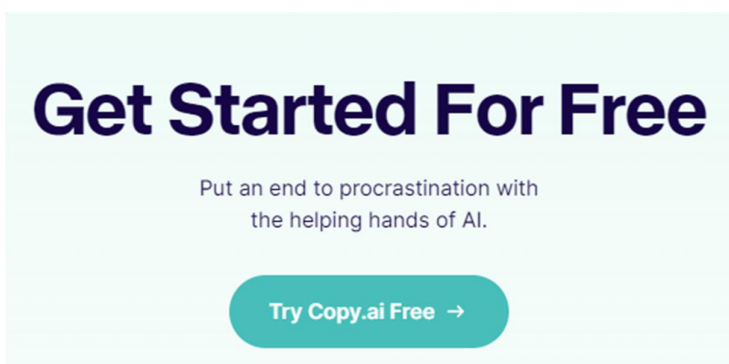 Get Started For Free
Put an end to procrastination with
the helping hands of AI.
Try Copy.ai Free →